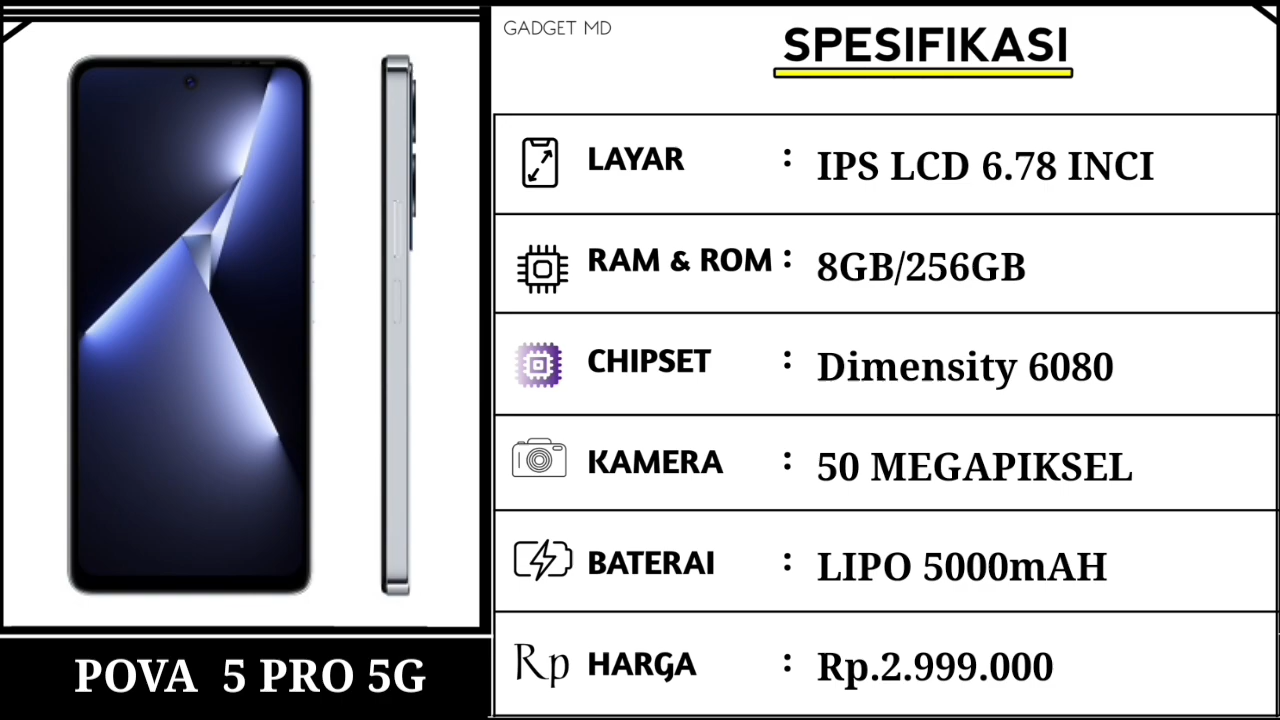 GADGET MD
SPESIFIKASI
LAYAR : IPS LCD 6.78 INCI
RAM & ROM : 8GB/256GB
CHIPSET : Dimensity 6080
KAMERA : 50 MEGAPIKSEL
BATERAI : LIPO 5000mAH
Rp HARGA : Rp.2.999.000
POVA 5 PRO 5G